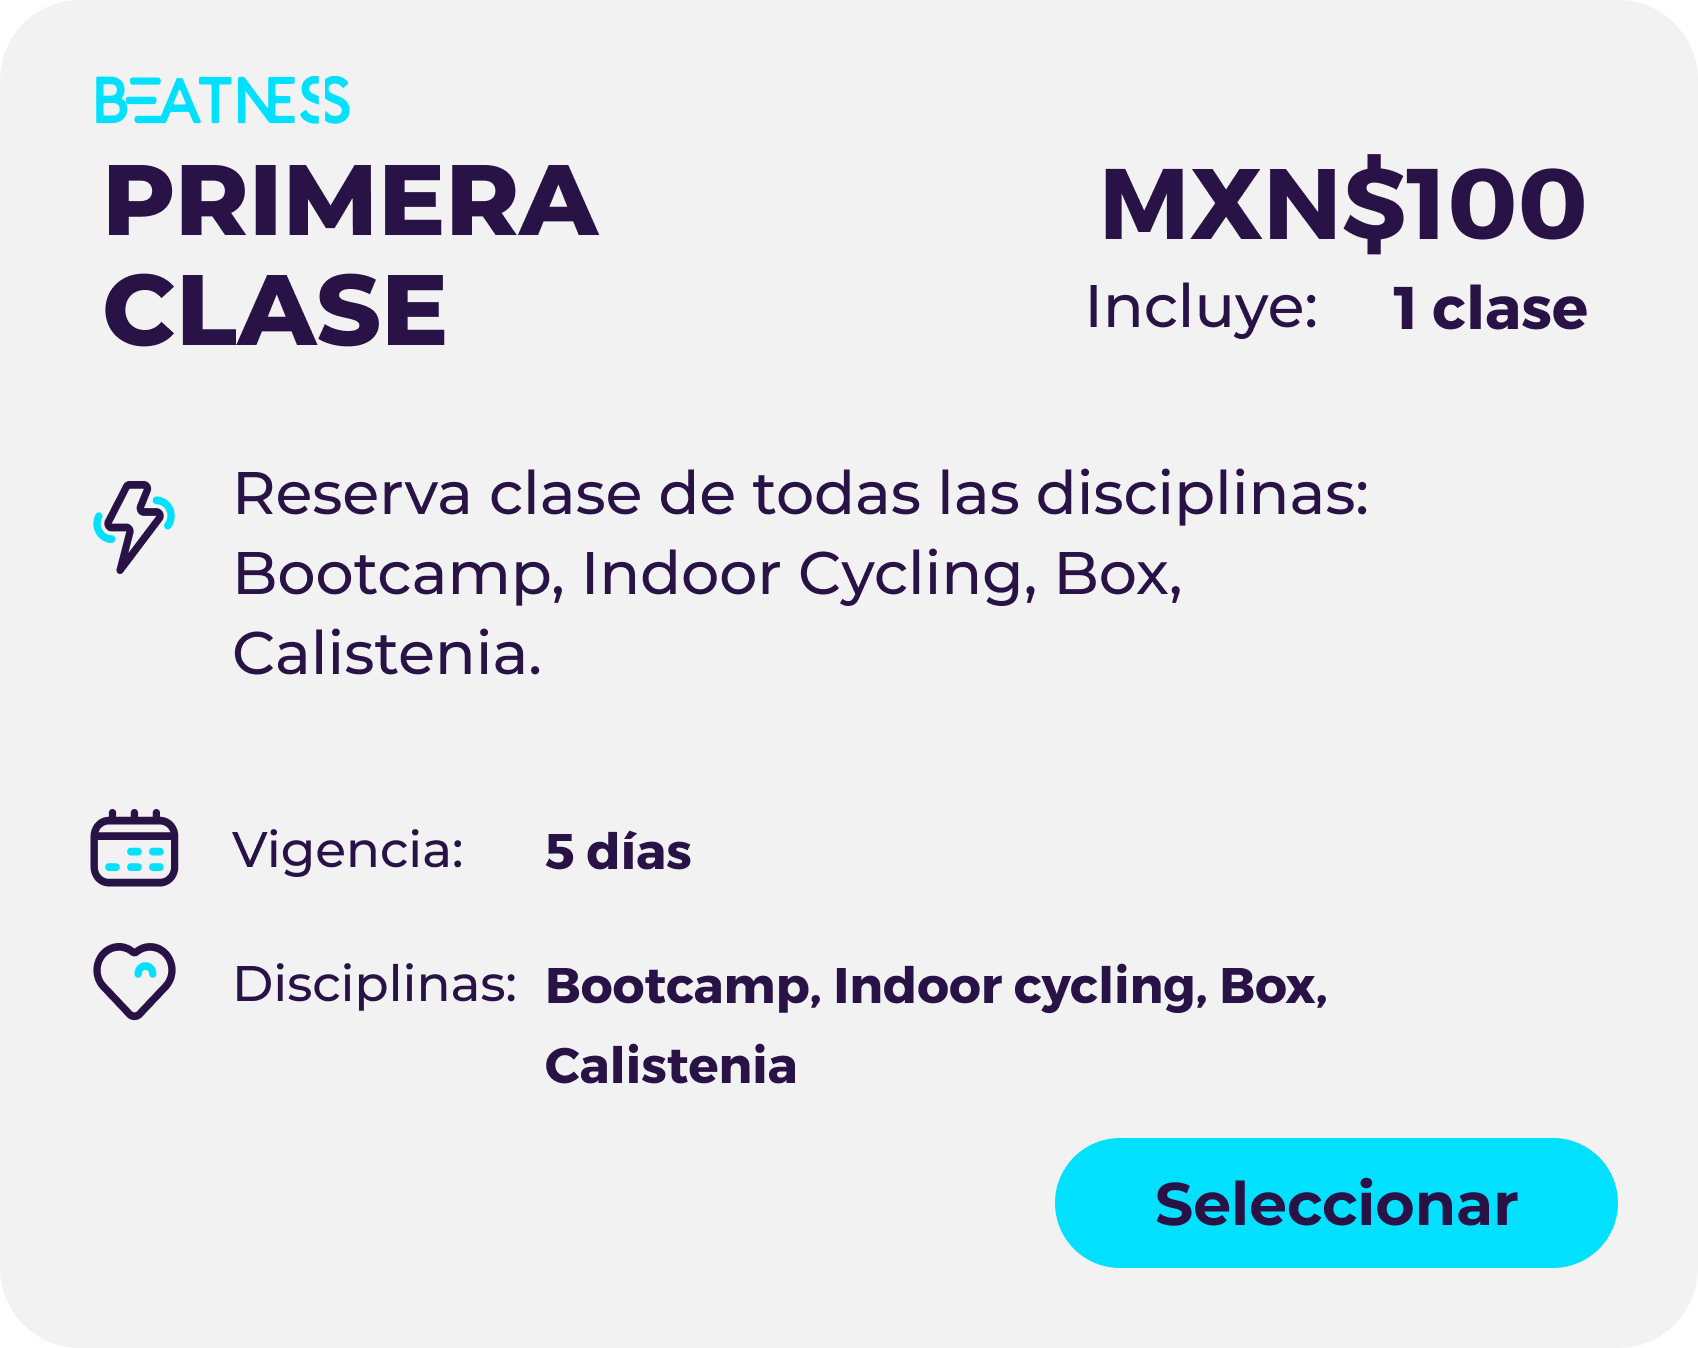 BEATNESS
PRIMERA
CLASE
MXN$100
Incluye: 1 clase
Reserva clase de todas las disciplinas:
Bootcamp, Indoor Cycling, Box,
Calistenia.
Vigencia: 5 días
Disciplinas: Bootcamp, Indoor cycling, Box,
Calistenia
Seleccionar